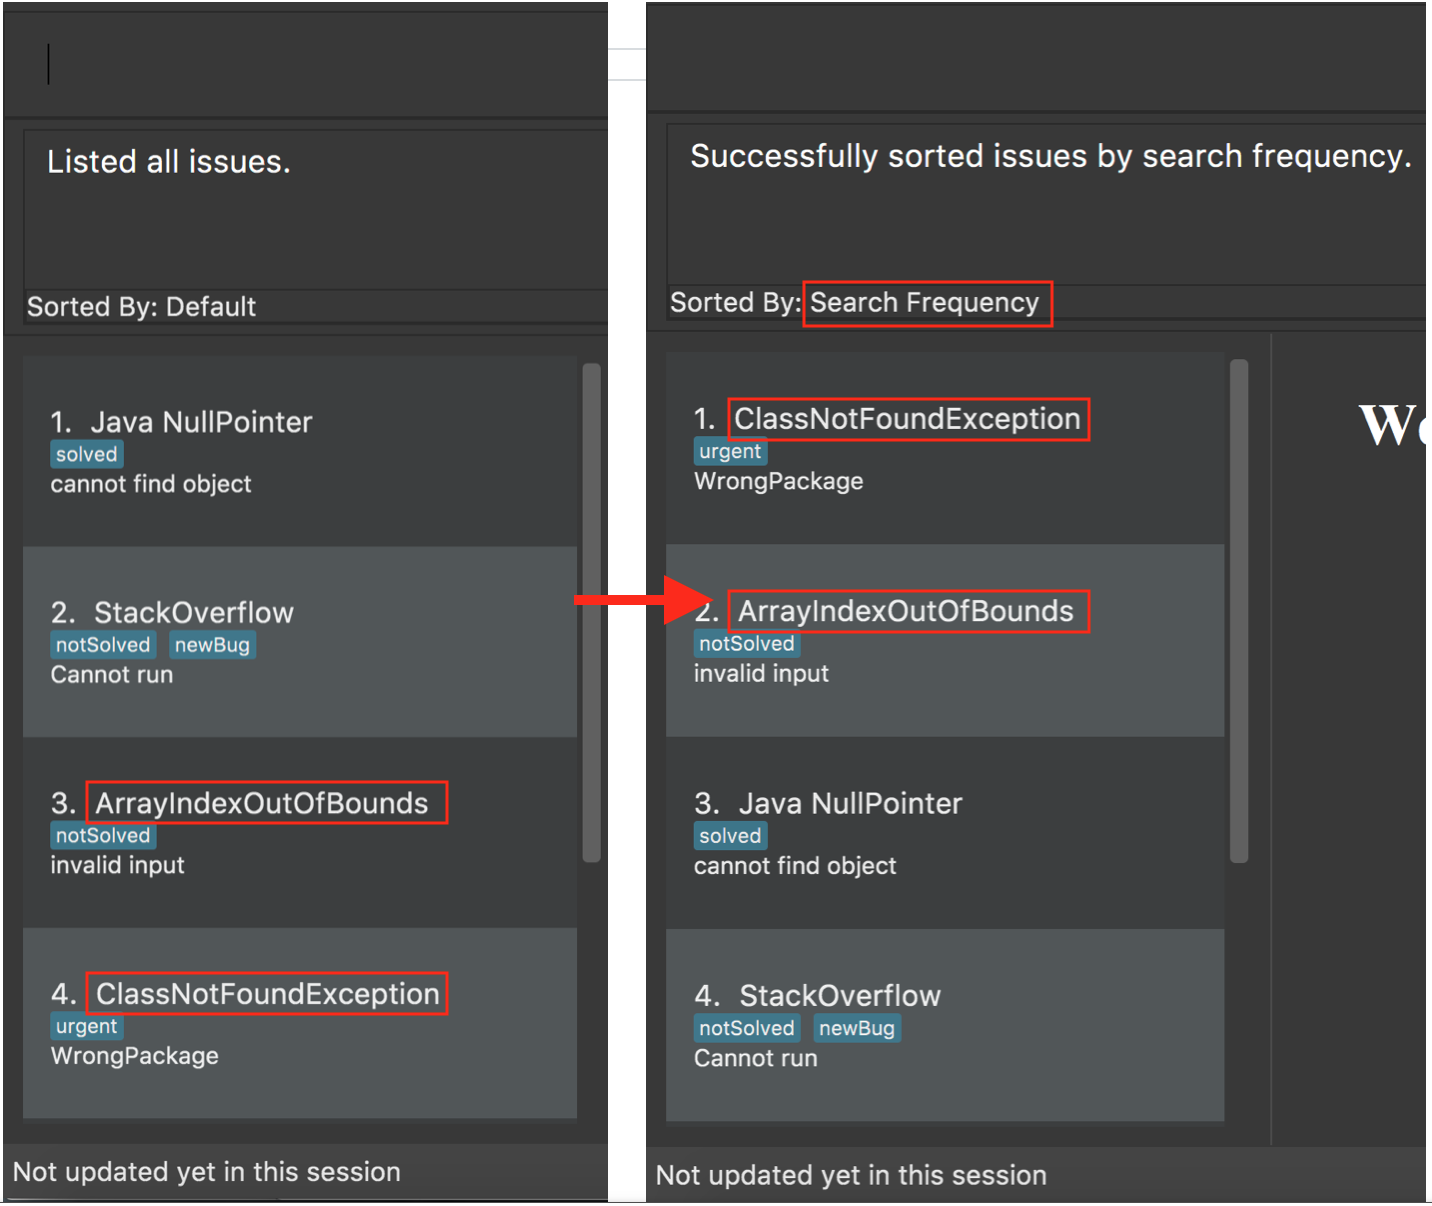 Listed all issues.
Sorted By: Default
1. Java NullPointer
solved
cannot find object
2. StackOverflow
notSolved newBug
Cannot run
3. ArrayIndexOutOfBounds
notSolved
invalid input
4. ClassNotFoundException
urgent
WrongPackage
Not updated yet in this session
Successfully sorted issues by search frequency.
Sorted By: Search Frequency
1. ClassNotFoundException
urgent
WrongPackage
2. ArrayIndexOutOfBounds
notSolved
invalid input
3. Java NullPointer
solved
cannot find object
4. StackOverflow
notSolved newBug
Cannot run
Not updated yet in this session